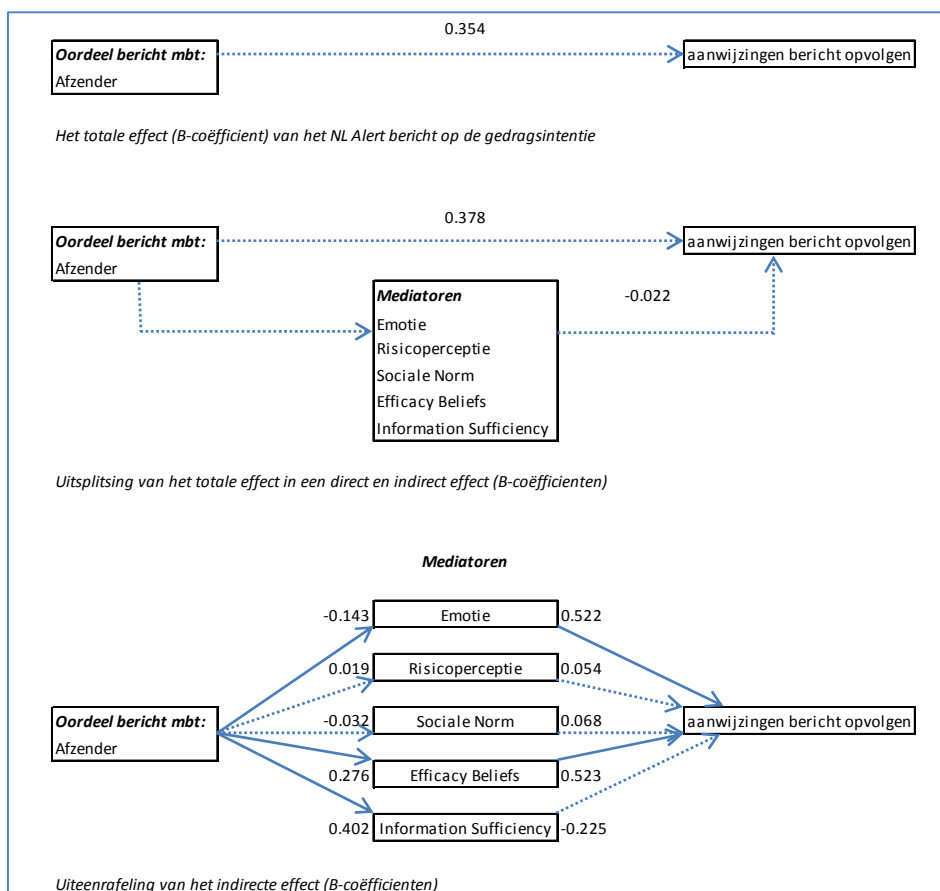 0.354
Oordeel bericht mbt:
Afzender
aanwijzingen bericht opvolgen
Het totale effect (B-coëfficient) van het NL Alert bericht op de gedragsintentie
0.378
Oordeel bericht mbt:
Afzender
aanwijzingen bericht opvolgen
Mediatoren
Emotie
Risicoperceptie
Sociale Norm
Efficacy Beliefs
Information Sufficiency
-0.022
Uitsplitsing van het totale effect in een direct en indirect effect (B-coëfficienten)
Mediatoren
-0.143 Emotie 0.522
0.019 Risicoperceptie 0.054
-0.032 Sociale Norm 0.068
Oordeel bericht mbt:
Afzender
aanwijzingen bericht opvolgen
0.276 Efficacy Beliefs 0.523
0.402 Information Sufficiency -0.225
Uiteenrafeling van het indirecte effect (B-coëfficienten)